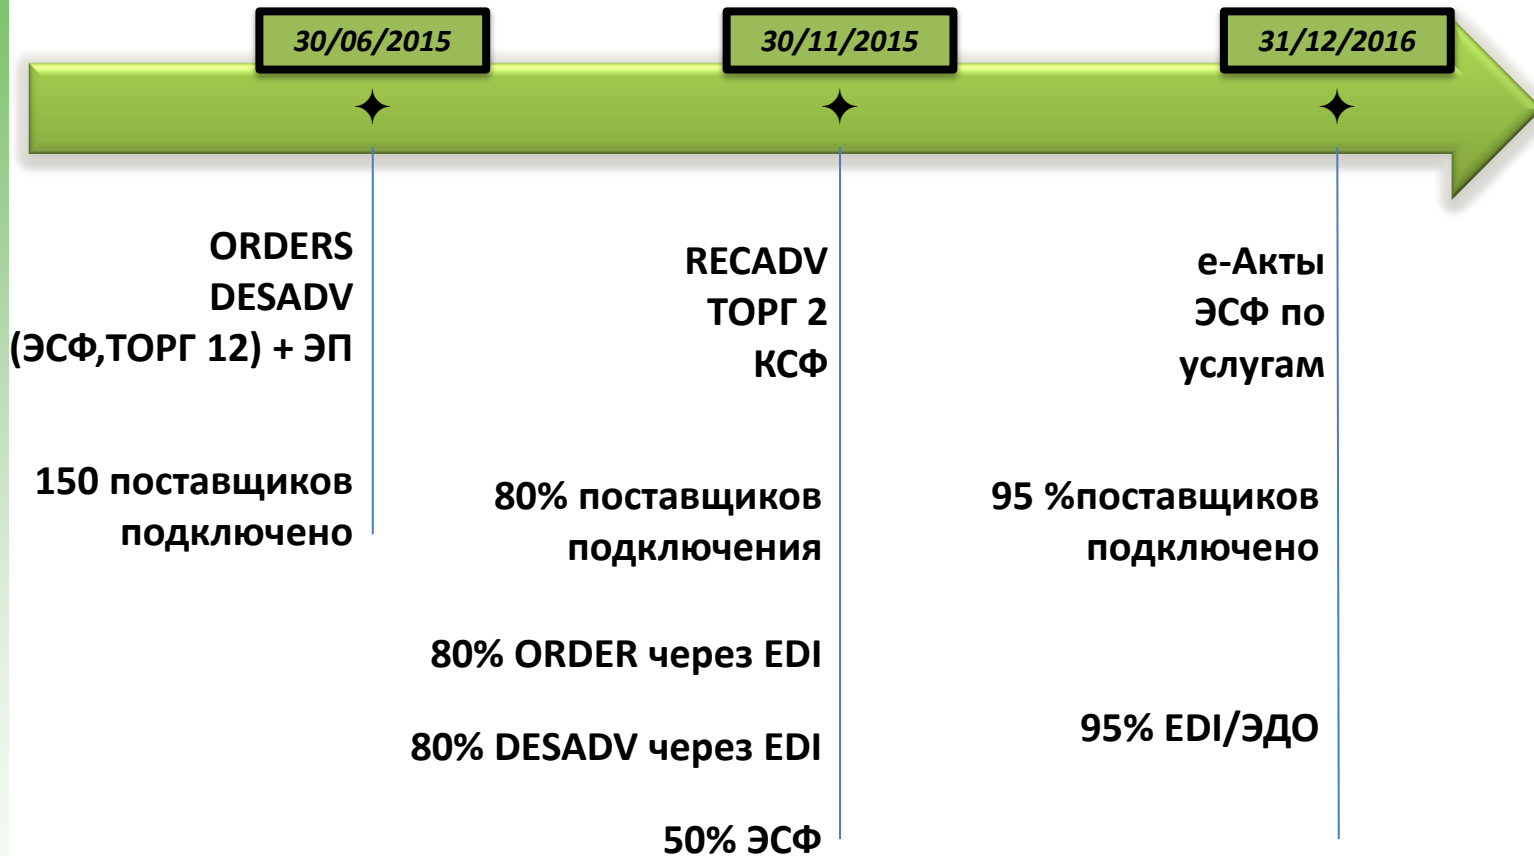 30/06/2015
30/11/2015
31/12/2016
ORDERS
DESADV
(ЭСФ,ТОРГ 12) + ЭП
150 поставщиков
подключено
RECADV
ТОРГ 2
КСФ
80% поставщиков
подключения
80% ORDER через EDI
80% DESADV через EDI
50% ЭСФ
е-Акты
ЭСФ по
услугам
95 %поставщиков
подключено
95% EDI/ЭДО